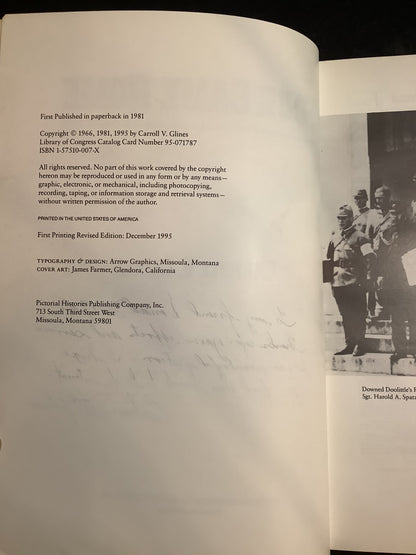 First Published in paperback in 1981
Copyright © 1966, 1981, 1995 by Carroll V. Glines
Library of Congress Catalog Card Number 95-071787
ISBN 1-57510-007-X
All rights reserved. No part of this work covered by the copyright
hereon may be reproduced or used in any form or by any means—
graphic, electronic, or mechanical, including photocopying,
recording, taping, or information storage and retrieval systems—
without written permission of the author.
PRINTED IN THE UNITED STATES OF AMERICA
First Printing Revised Edition: December 1995
TYPOGRAPHY & DESIGN: Arrow Graphics, Missoula, Montana
COVER ART: James Farmer, Glendora, California
Pictorial Histories Publishing Company, Inc.
713 South Third Street West
Missoula, Montana 59801
Downed Doolittle's
Sgt. Harold A. Spatz